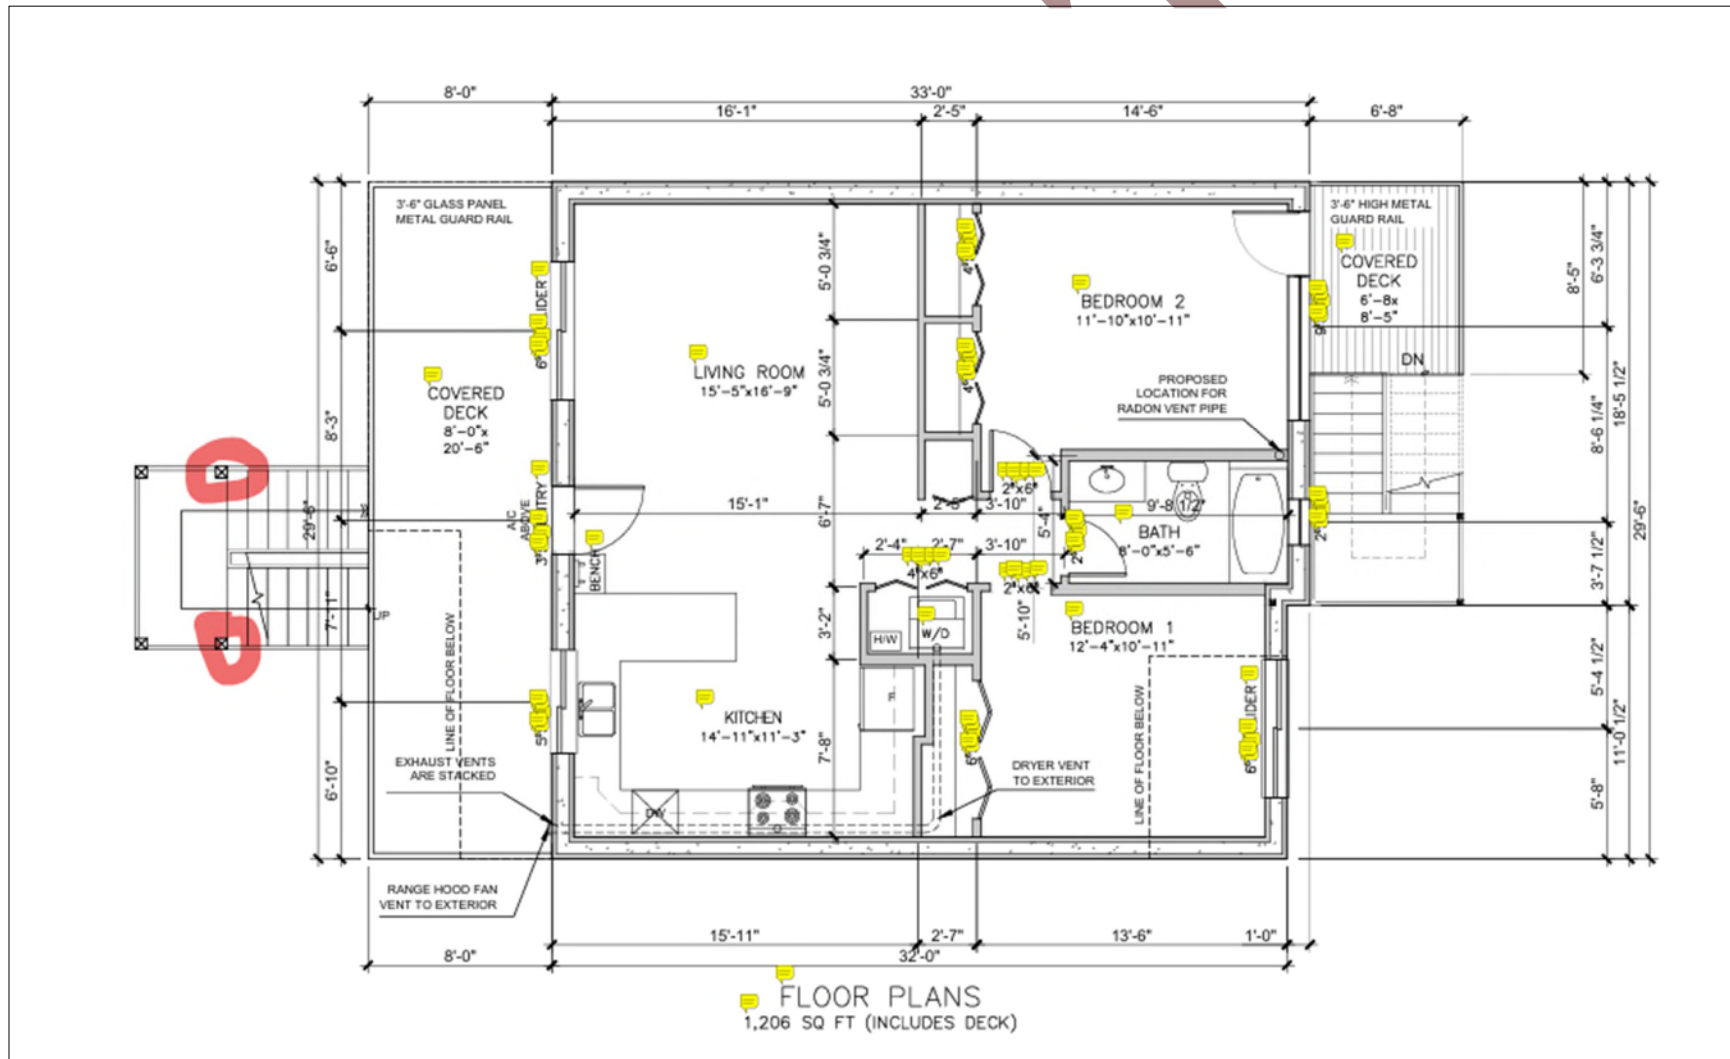 8'-0"
33'-0"
16'-1"
2'-5"
14'-6"
6'-8"
3'-6" GLASS PANEL
METAL GUARD RAIL
3'-6" HIGH METAL
GUARD RAIL
6'-6"
8'-3"
29'-6"
7'-11"
6'-10"
COVERED
DECK
8'-0"x
20'-6"
LIVING ROOM
15'-5"x16'-9"
5'-0 3/4"
5'-0 3/4"
6'-7"
3'-2"
7'-8"
BEDROOM 2
11'-10"x10'-11"
COVERED
DECK
6'-8x
8'-5"
DN
PROPOSED
LOCATION FOR
RADON VENT PIPE
8'-5"
6'-3 3/4"
8'-6 1/4"
18'-5 1/2"
3'-7 1/2"
29'-6"
5'-4 1/2"
11'-0 1/2"
5'-8"
A/C
ABOVE
15'-1"
2'-5"
3'-10"
2"x6"
9'-8 1/2"
5'-4"
BATH
8'-0"x5'-6"
2'-4"
2'-7"
3'-10"
4"x6"
BENCH
UP
5'-10"
H/W
W/D
BEDROOM 1
12'-4"x10'-11"
KITCHEN
14'-11"x11'-3"
LINE OF FLOOR BELOW
LINE OF FLOOR BELOW
EXHAUST VENTS
ARE STACKED
DRYER VENT
TO EXTERIOR
DW
RANGE HOOD FAN
VENT TO EXTERIOR
15'-11"
2'-7"
13'-6"
1'-0"
8'-0"
32'-0"
FLOOR PLANS
1,206 SQ FT (INCLUDES DECK)